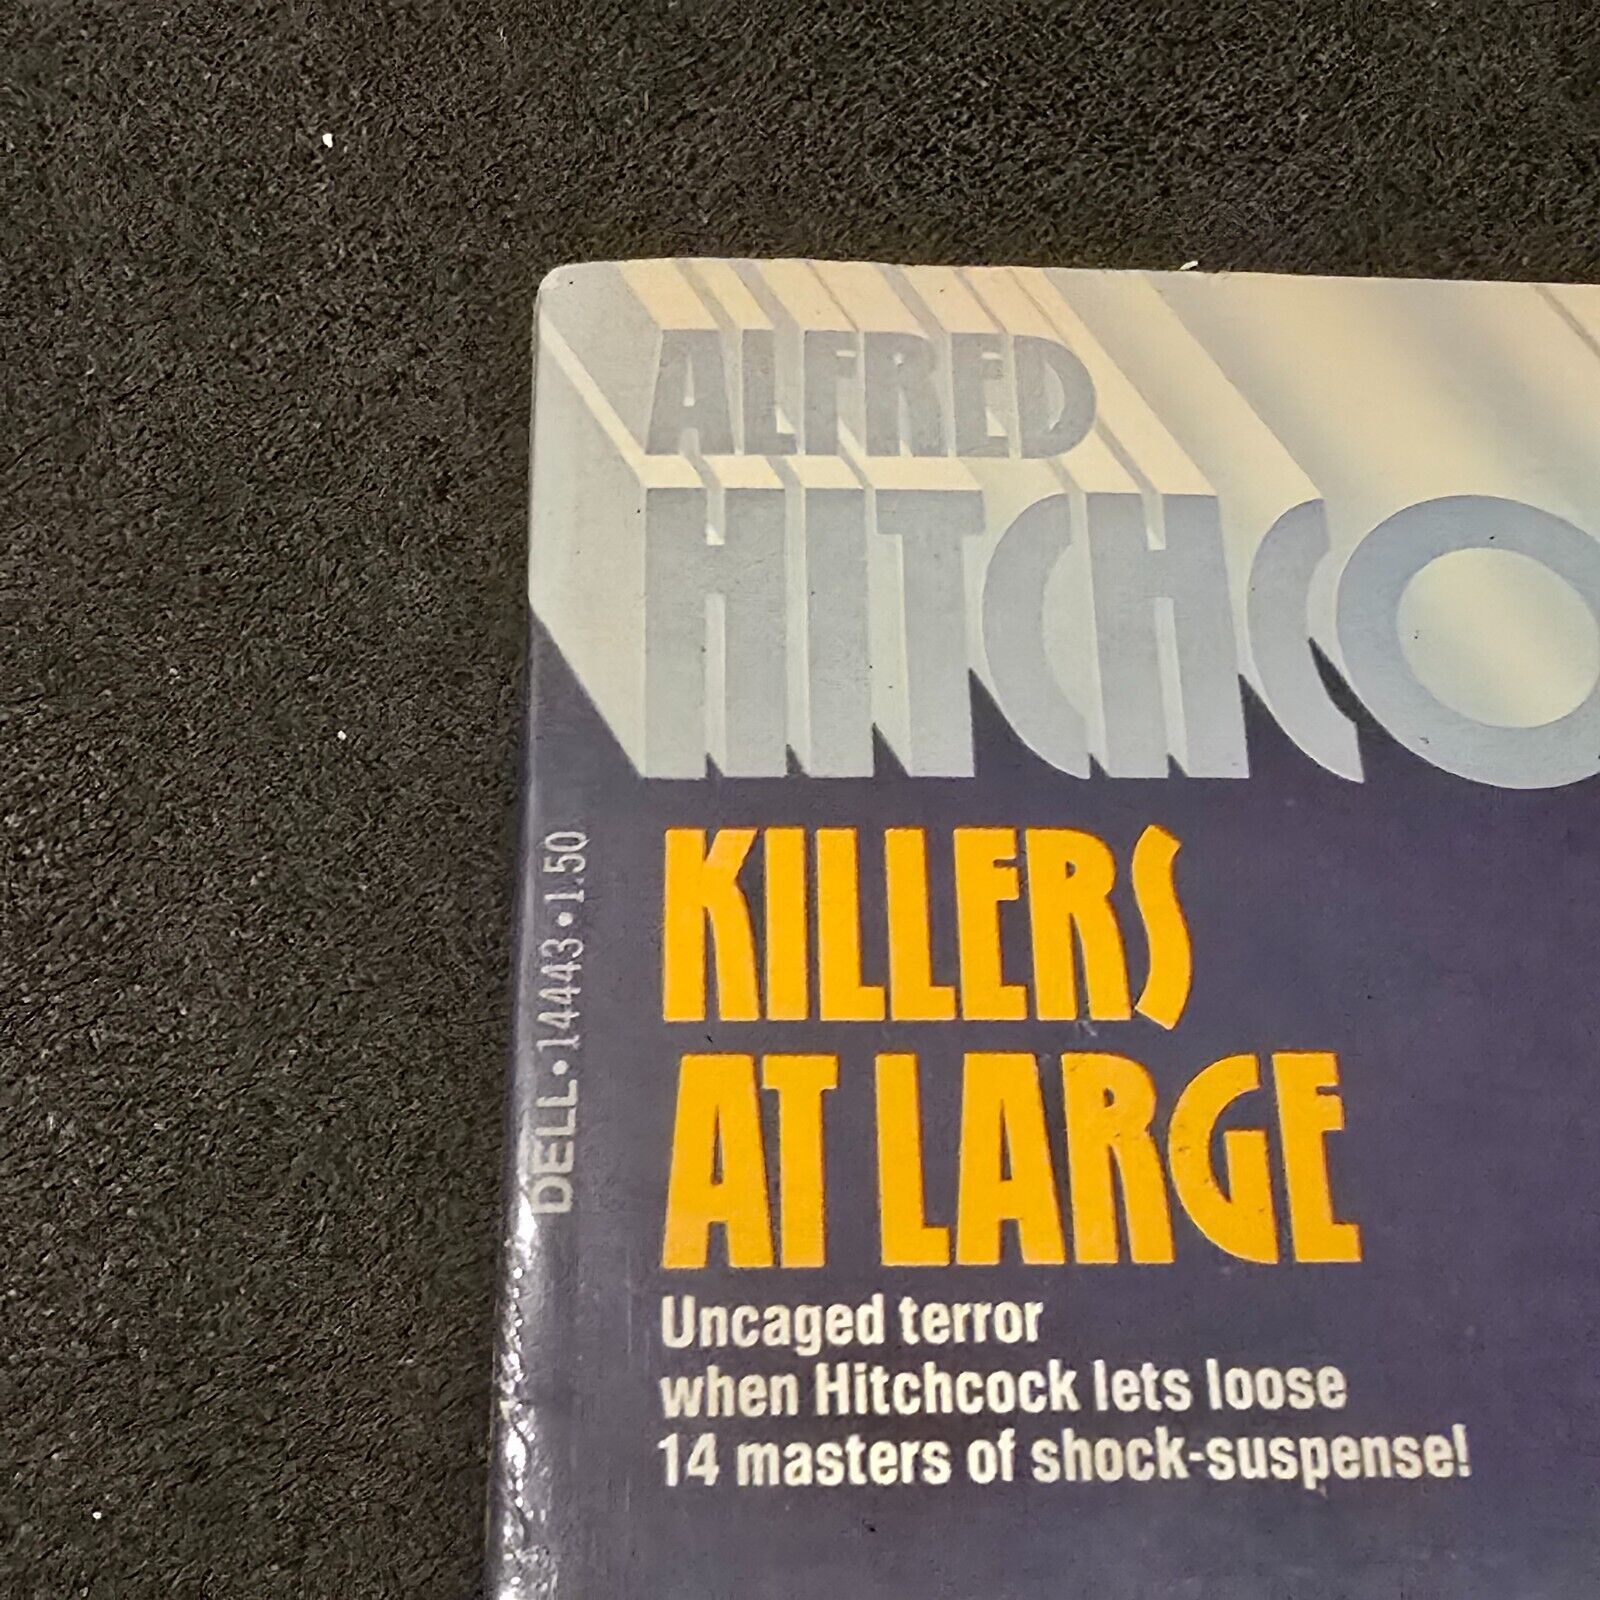 ALFRED
HITCHCO
DELL • 14443 • 1.50
KILLERS
AT LARGE
Uncaged terror
when Hitchcock lets loose
14 masters of shock-suspense!